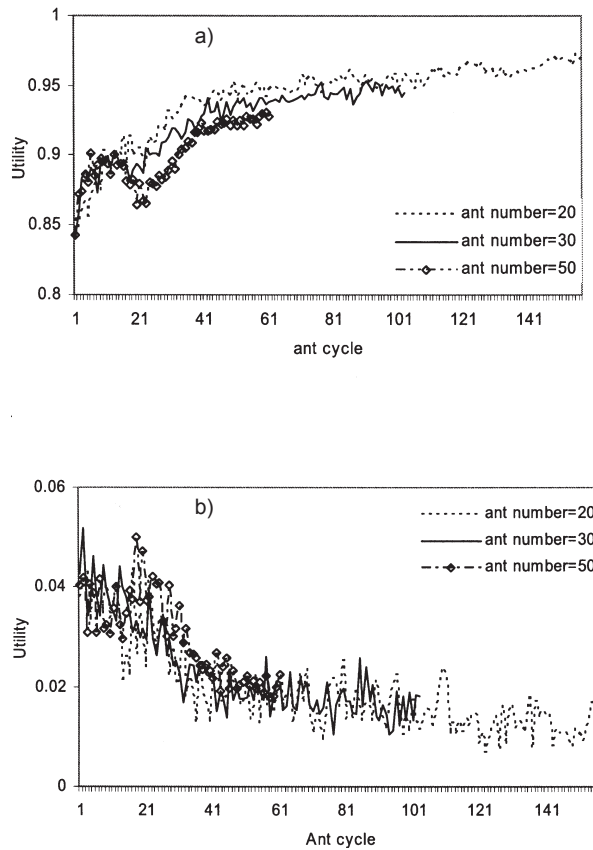 1
a)
0.95
0.9
Utility
0.85
ant number=20
ant number=30
ant number=50
0.8
1 21 41 61 81 101 121 141
ant cycle
0.06
b)
ant number=20
ant number=30
ant number=50
0.04
Utility
0.02
0
1 21 41 61 81 101 121 141
Ant cycle